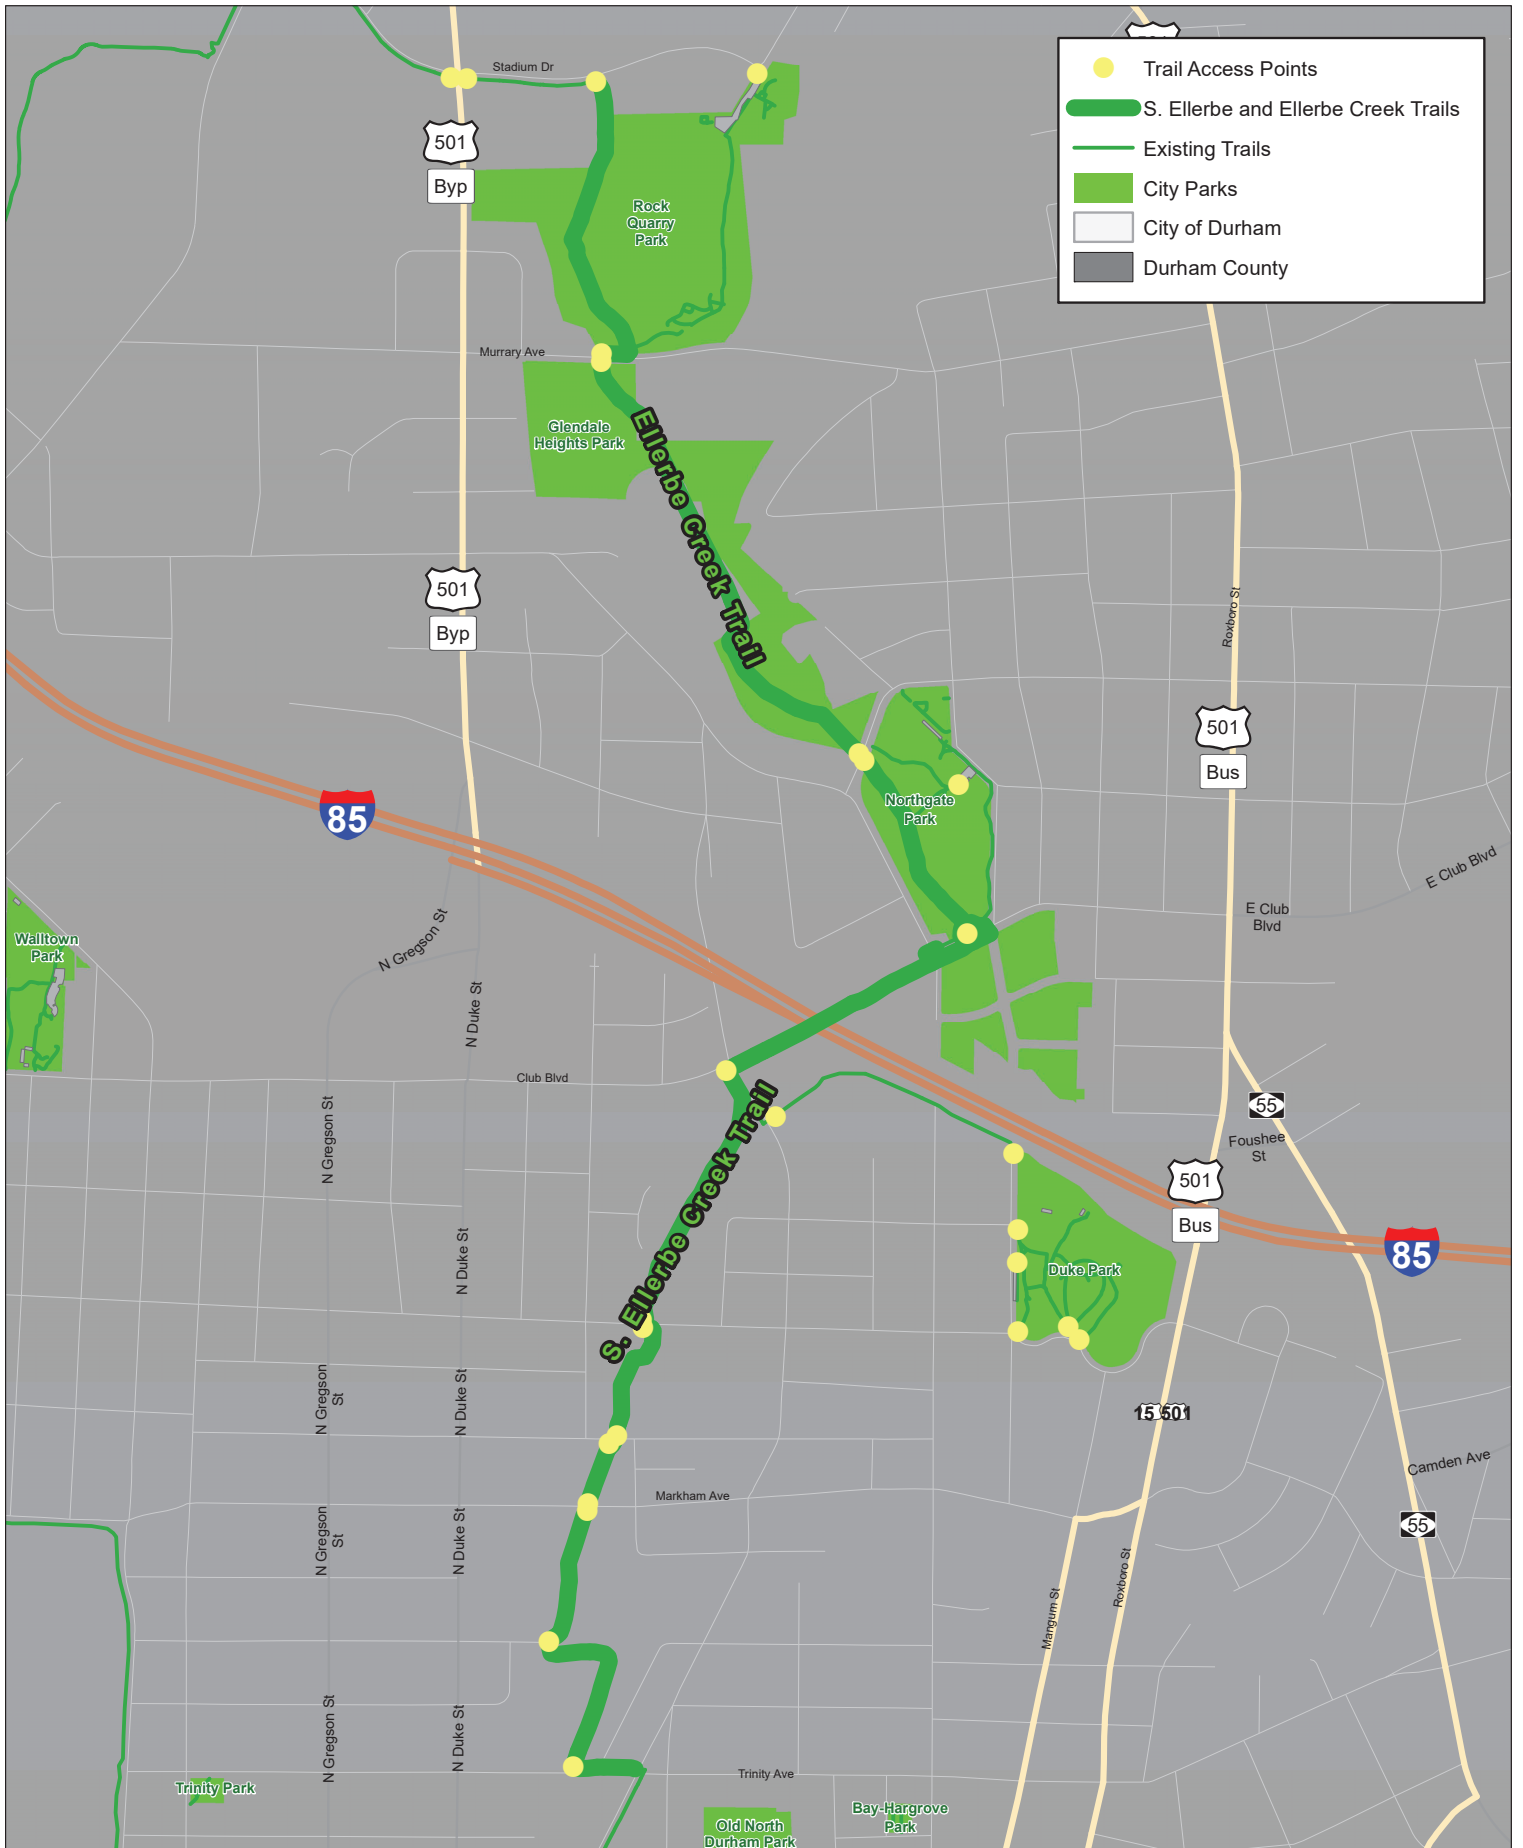 Stadium Dr
Trail Access Points
S. Ellerbe and Ellerbe Creek Trails
Existing Trails
City Parks
City of Durham
Durham County
501
Byp
Rock
Quarry
Park
Murrary Ave
Glendale
Heights Park
Ellerbe Creek Trail
501
Byp
Roxboro St
501
Bus
85
Northgate
Park
E Club Blvd
E Club
Blvd
Walltown
Park
N Gregson St
N Duke St
Club Blvd
55
Foushee
St
N Gregson St
S. Ellerbe Creek Trail
501
Bus
85
N Duke St
Duke Park
N Gregson
St
N Duke St
15
501
Camden Ave
Markham Ave
55
N Gregson
St
N Duke St
Mangum St
Roxboro St
N Gregson St
N Duke St
Trinity Ave
Trinity Park
Bay-Hargrove
Park
Old North
Durham Park